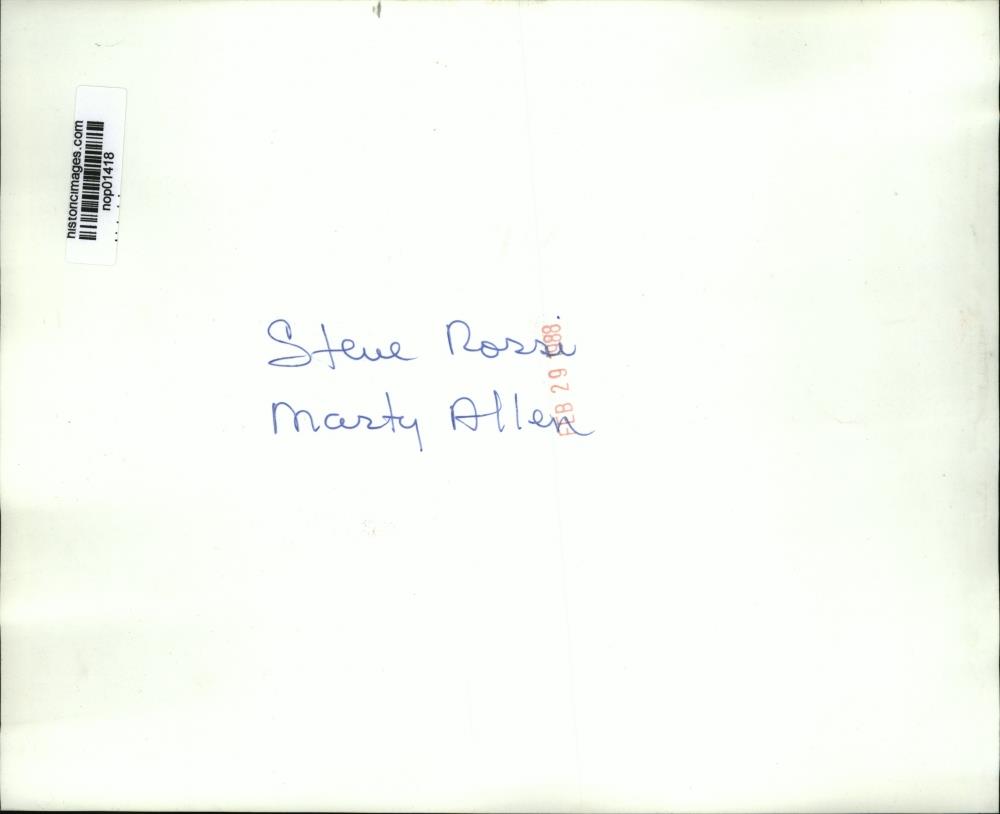 historicimages.com
nop01418
Steve Rossi
Marty Allen
FEB 29 1988